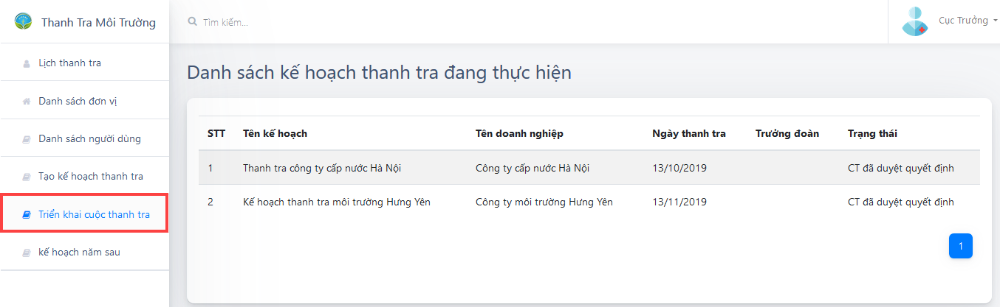 Thanh Tra Môi Trường
Tìm kiếm...
Cục Trưởng
Lịch thanh tra
Danh sách đơn vị
Danh sách người dùng
Tạo kế hoạch thanh tra
Triển khai cuộc thanh tra
kế hoạch năm sau
Danh sách kế hoạch thanh tra đang thực hiện
STT Tên kế hoạch Tên doanh nghiệp Ngày thanh tra Trưởng đoàn Trạng thái
1 Thanh tra công ty cấp nước Hà Nội Công ty cấp nước Hà Nội 13/10/2019 CT đã duyệt quyết định
2 Kế hoạch thanh tra môi trường Hưng Yên Công ty môi trường Hưng Yên 13/11/2019 CT đã duyệt quyết định
1